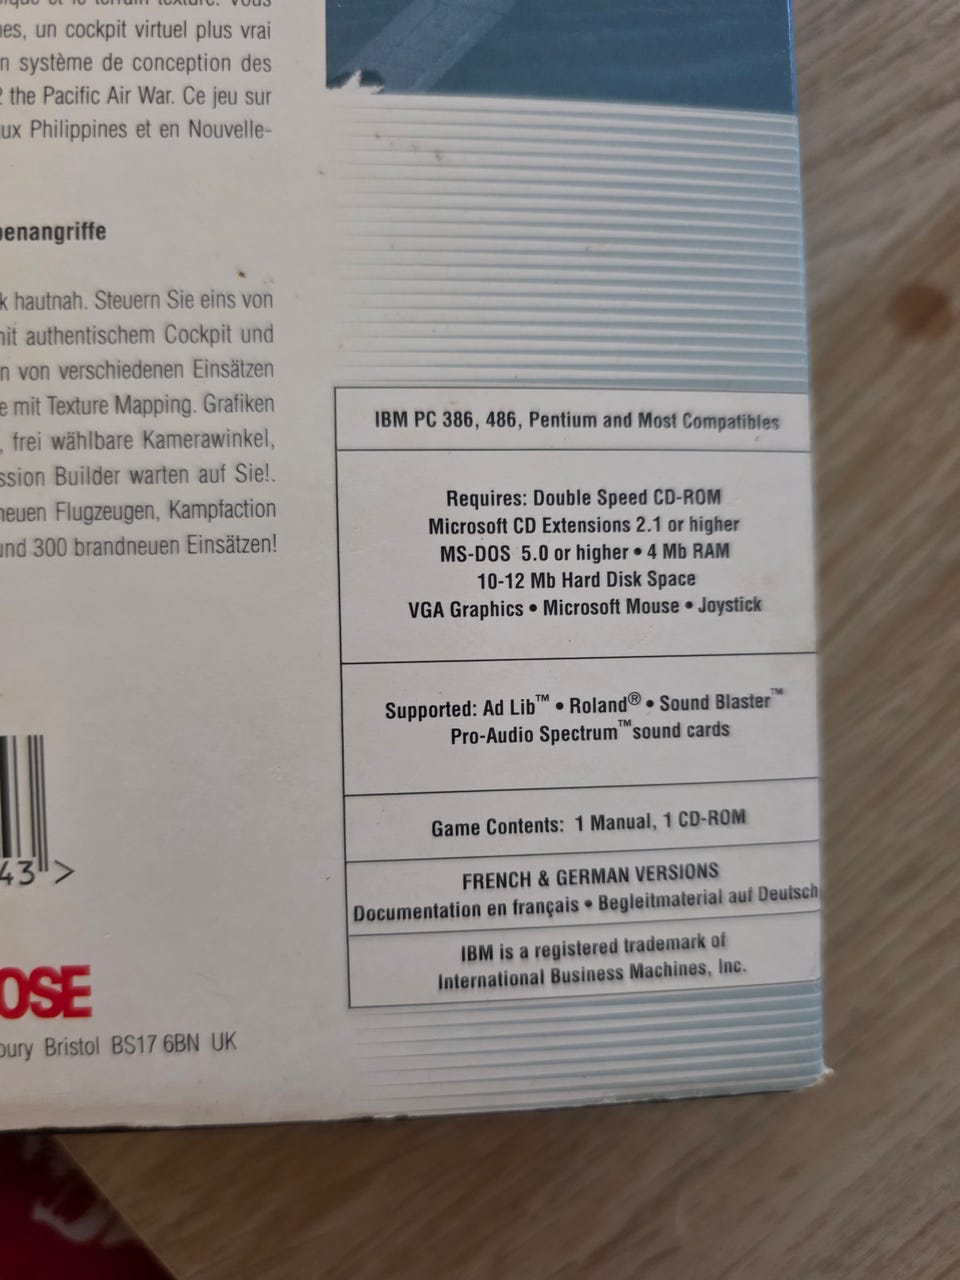 et le terrain texturé. Vous
un cockpit virtuel plus vrai
système de conception des
the Pacific Air War. Ce jeu sur
Philippines et en Nouvelle-
benangriffe
hautnah. Steuern Sie eins von
authentischem Cockpit und
von verschiedenen Einsätzen
mit Texture Mapping. Grafiken
, frei wählbare Kamerawinkel,
Builder warten auf Sie!.
neuen Flugzeugen, Kampfaction
und 300 brandneuen Einsätzen!
43 >
OSE
Bristol BS17 6BN UK
IBM PC 386, 486, Pentium and Most Compatibles
Requires: Double Speed CD-ROM
Microsoft CD Extensions 2.1 or higher
MS-DOS 5.0 or higher • 4 Mb RAM
10-12 Mb Hard Disk Space
VGA Graphics • Microsoft Mouse • Joystick
Supported: Ad Lib™ • Roland® • Sound Blaster™
Pro-Audio Spectrum™ sound cards
Game Contents: 1 Manual, 1 CD-ROM
FRENCH & GERMAN VERSIONS
Documentation en français • Begleitmaterial auf Deutsch
IBM is a registered trademark of
International Business Machines, Inc.